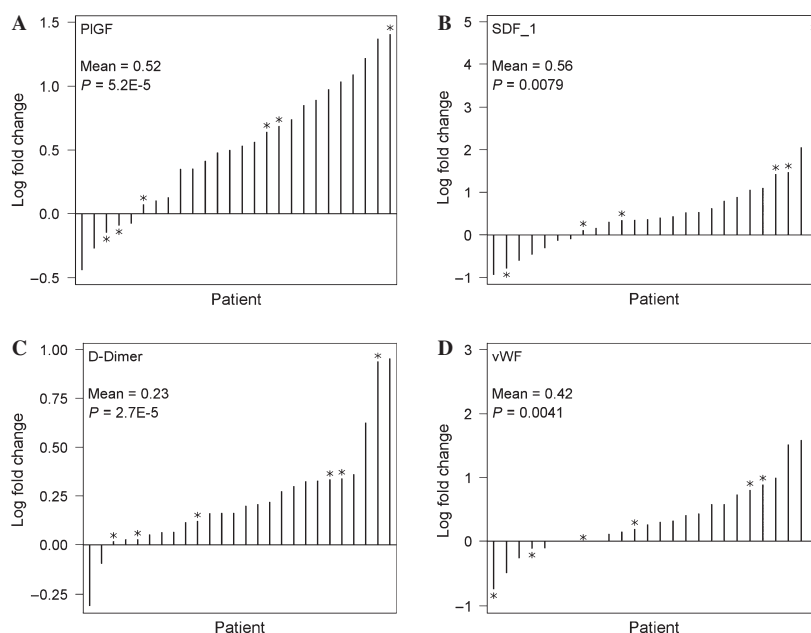 A
PlGF
Mean = 0.52
P = 5.2E-5
1.5
1.0
0.5
0.0
–0.5
Log fold change
Patient
B
SDF_1
Mean = 0.56
P = 0.0079
5
4
3
2
1
0
–1
Log fold change
Patient
C
D-Dimer
Mean = 0.23
P = 2.7E-5
1.00
0.75
0.50
0.25
0.00
–0.25
Log fold change
Patient
D
vWF
Mean = 0.42
P = 0.0041
3
2
1
0
–1
Log fold change
Patient